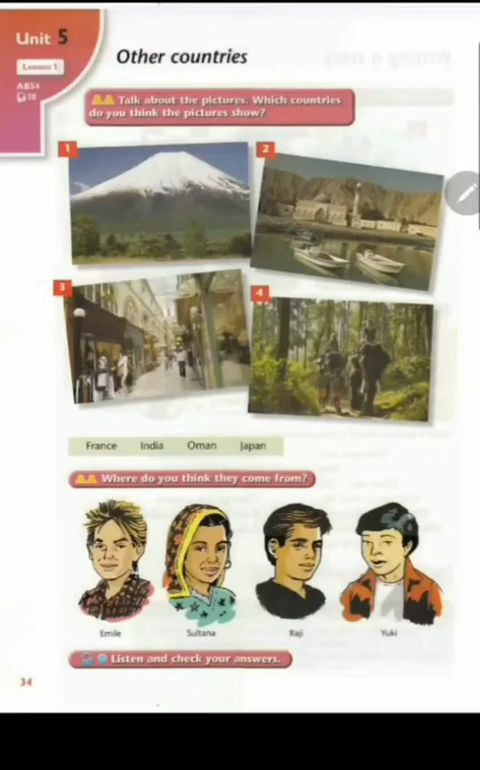 Unit 5
Other countries
Lesson 1
AB54
28
Talk about the pictures. Which countries
do you think the pictures show?
1
2
3
4
France India Oman Japan
Where do you think they come from?
Emile Sultana Raji Yuki
Listen and check your answers.
34